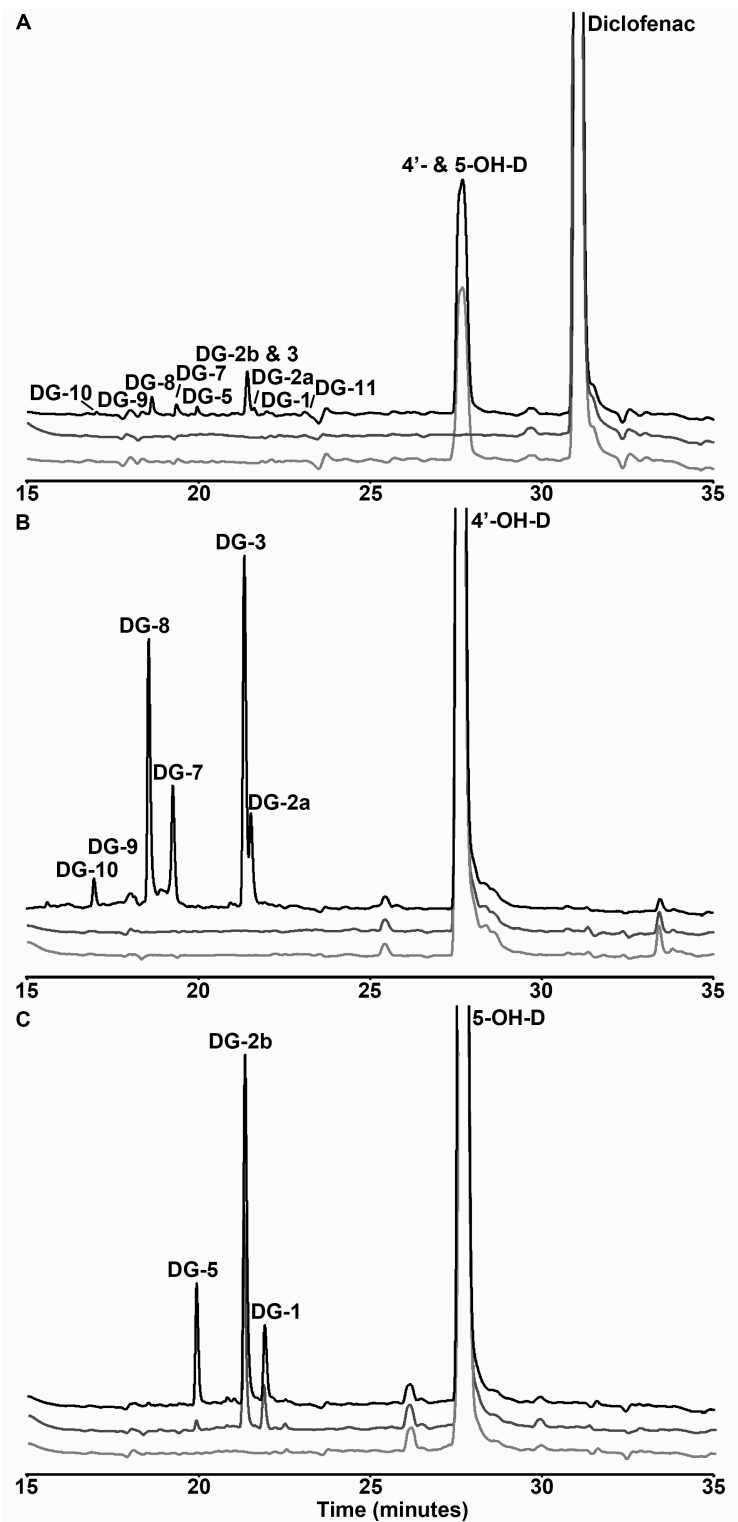 A
Diclofenac
4'- & 5-OH-D
DG-2b & 3
DG-10
DG-9
DG-8
DG-7
DG-5
DG-2a
DG-1
DG-11
15 20 25 30 35
B
4'-OH-D
DG-3
DG-8
DG-7
DG-2a
DG-9
DG-10
15 20 25 30 35
C
5-OH-D
DG-2b
DG-5
DG-1
15 20 25 30 35
Time (minutes)